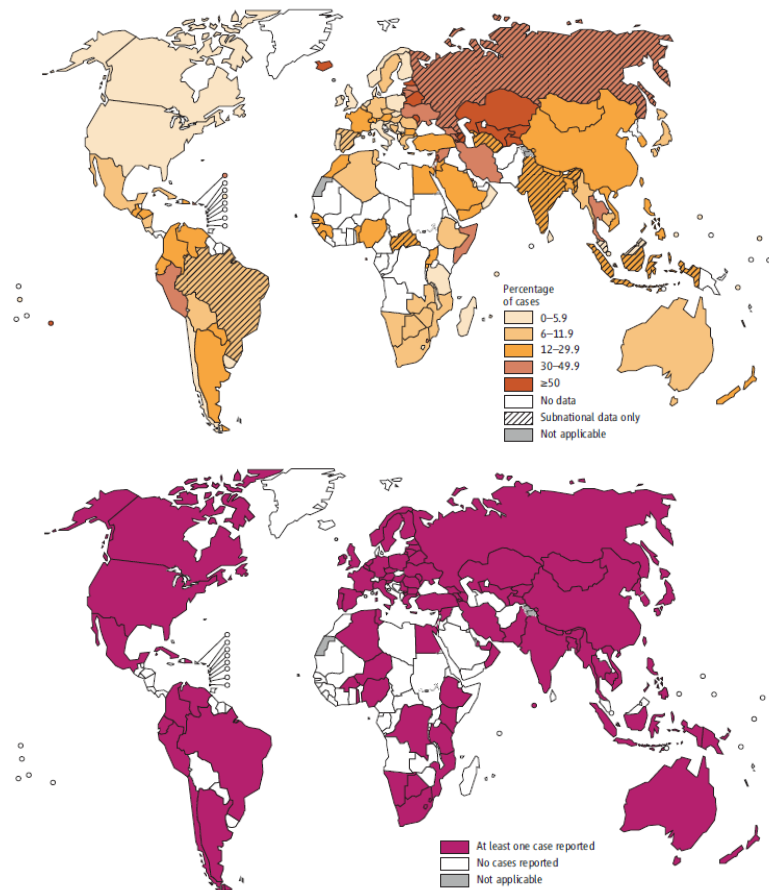 Percentage
of cases
0–5.9
6–11.9
12–29.9
30–49.9
≥50
No data
Subnational data only
Not applicable
At least one case reported
No cases reported
Not applicable